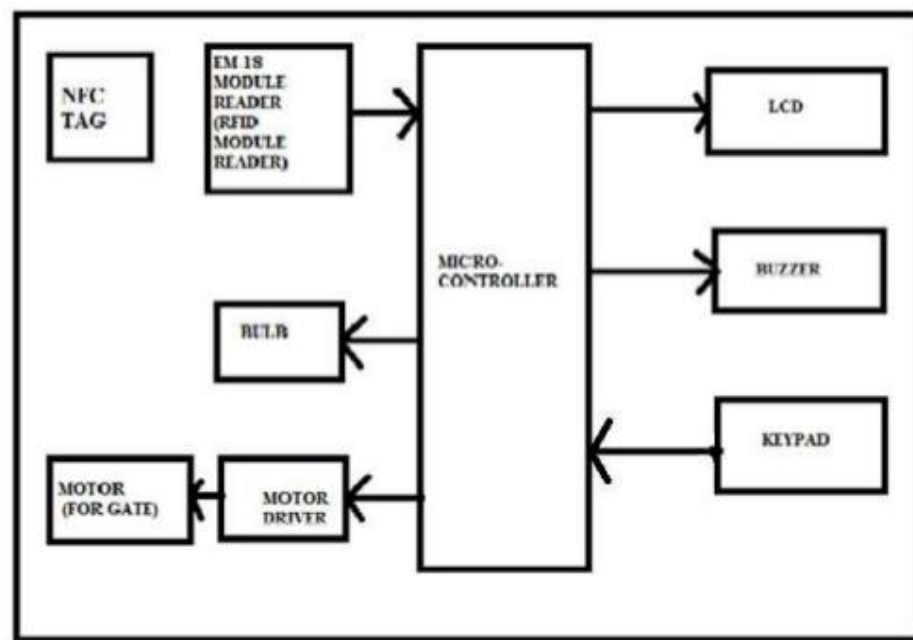 NFC
TAG
EM 18
MODULE
READER
(RFID
MODULE
READER)
MICRO-
CONTROLLER
LCD
BUZZER
BULB
KEYPAD
MOTOR
(FOR GATE)
MOTOR
DRIVER